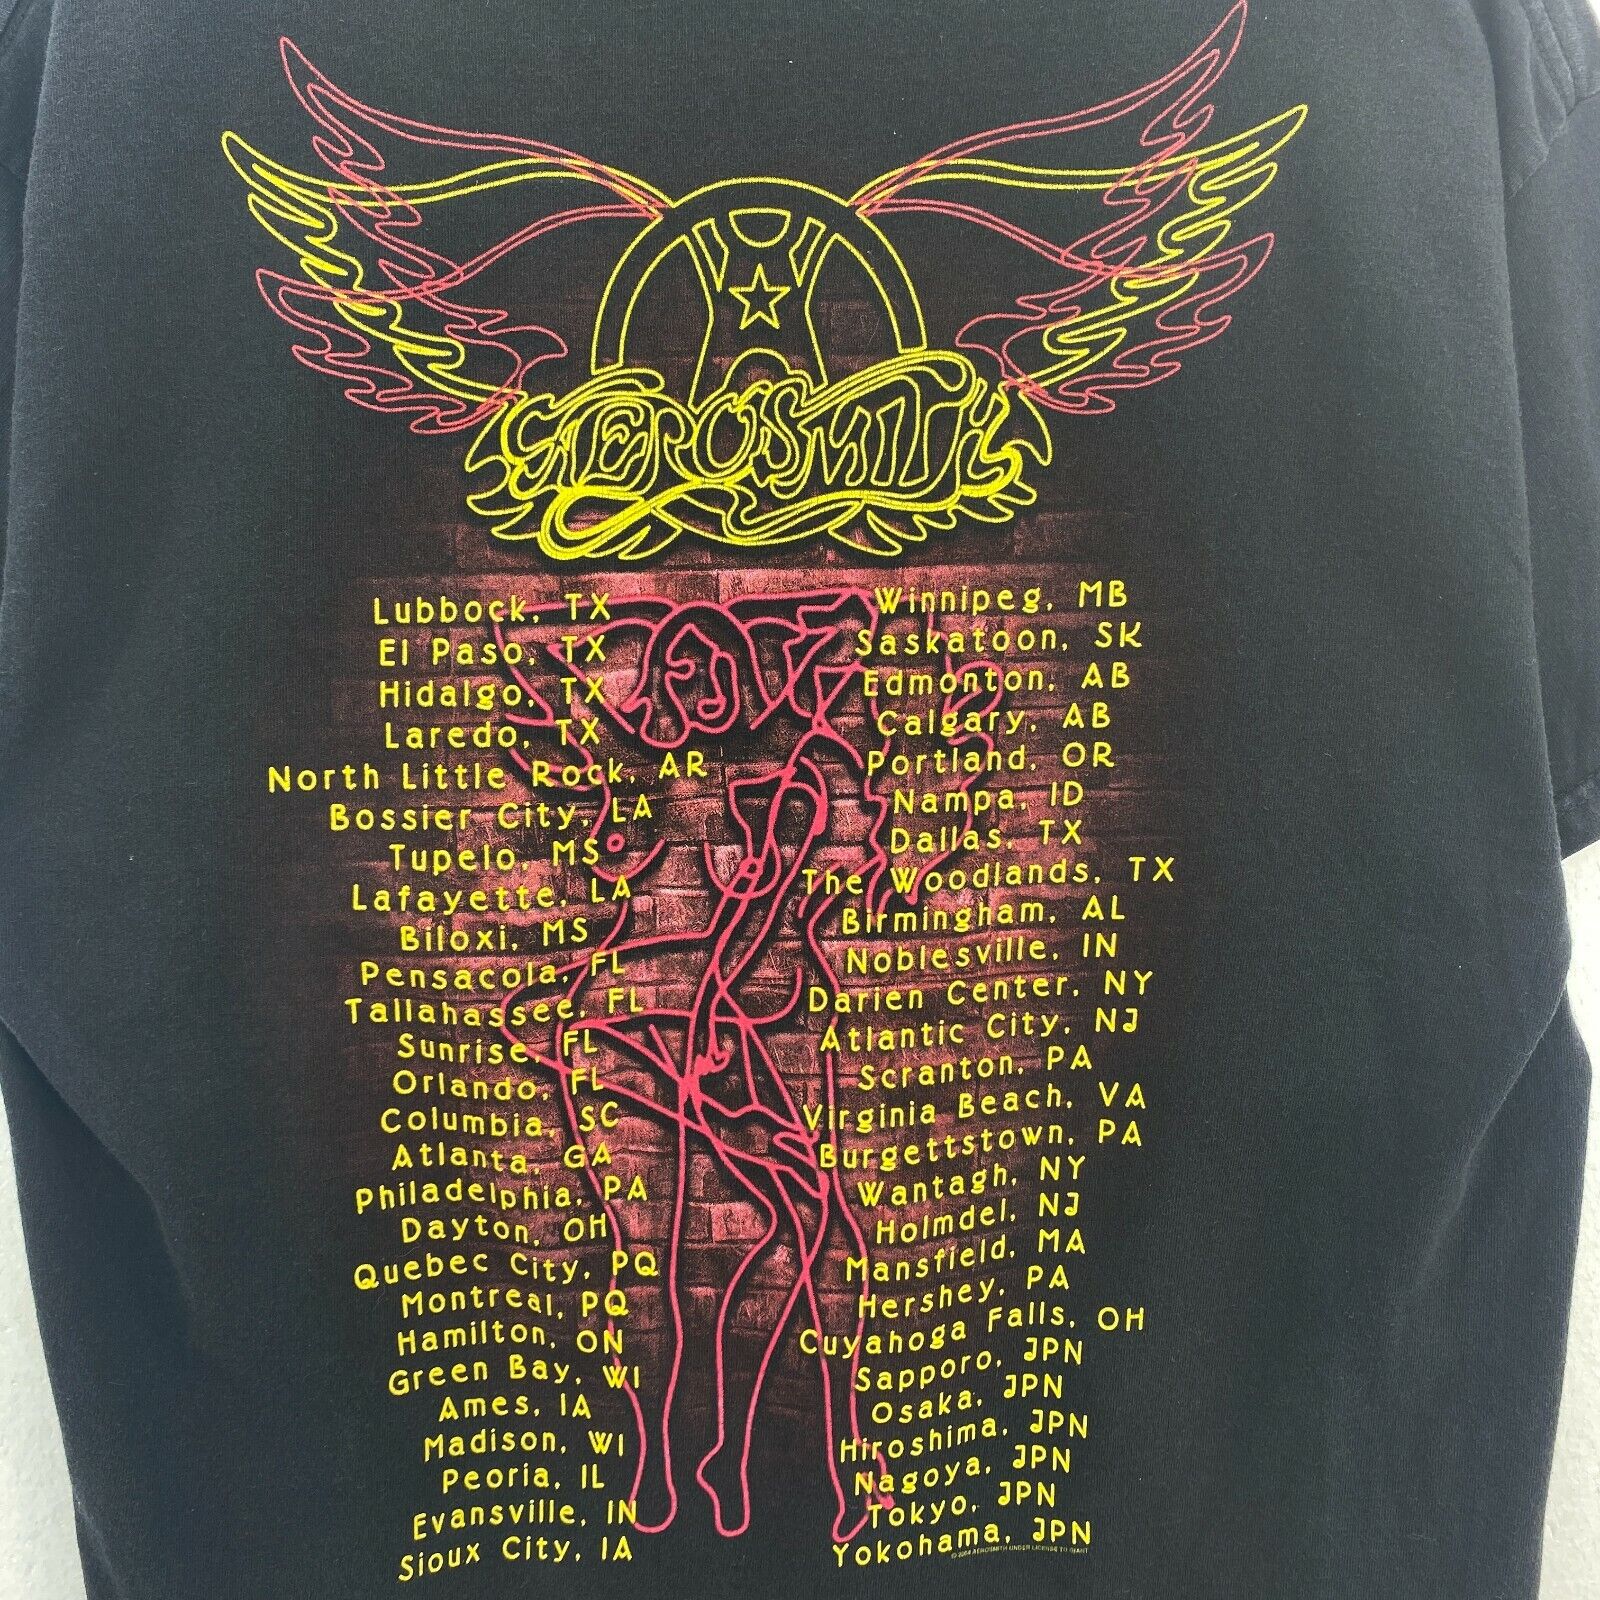 AEROSMITH
Lubbock, TX
El Paso, TX
Hidalgo, TX
Laredo, TX
North Little Rock, AR
Bossier City, LA
Tupelo, MS
Lafayette, LA
Biloxi, MS
Pensacola, FL
Tallahassee, FL
Sunrise, FL
Orlando, FL
Columbia, SC
Atlanta, GA
Philadelphia, PA
Dayton, OH
Quebec City, PQ
Montreal, PQ
Hamilton, ON
Green Bay, WI
Ames, IA
Madison, WI
Peoria, IL
Evansville, IN
Sioux City, IA
Winnipeg, MB
Saskatoon, SK
Edmonton, AB
Calgary, AB
Portland, OR
Nampa, ID
Dallas, TX
The Woodlands, TX
Birmingham, AL
Noblesville, IN
Darien Center, NY
Atlantic City, NJ
Scranton, PA
Virginia Beach, VA
Burgettstown, PA
Wantagh, NY
Holmdel, NJ
Mansfield, MA
Hershey, PA
Cuyahoga Falls, OH
Sapporo, JPN
Osaka, JPN
Hiroshima, JPN
Nagoya, JPN
Tokyo, JPN
Yokohama, JPN
© 2004 AEROSMITH UNDER LICENSE TO GIANT